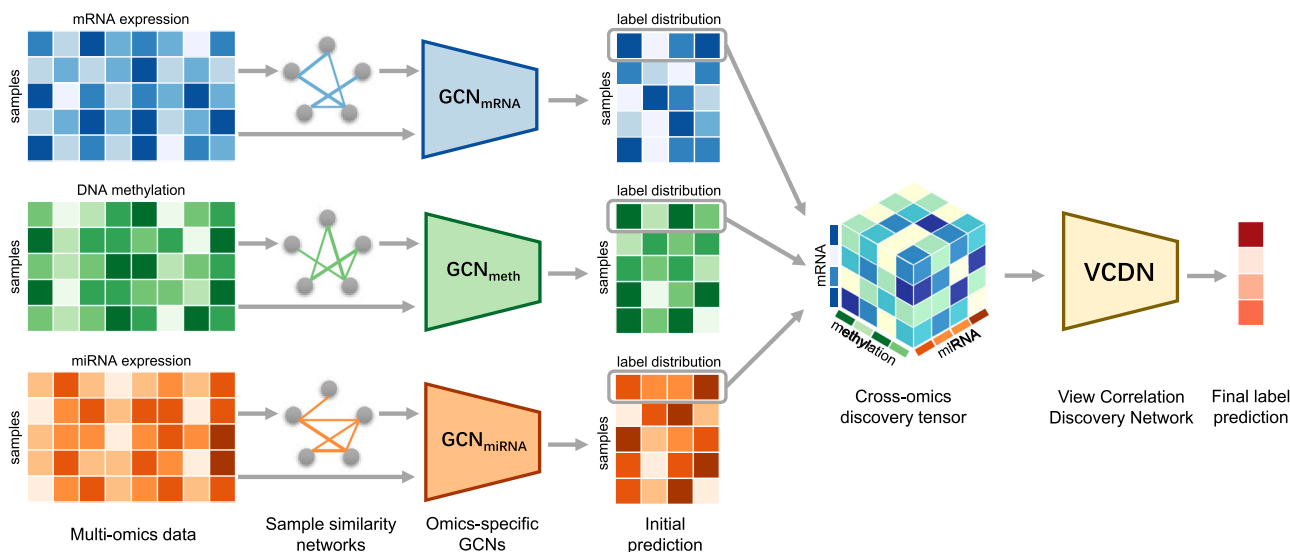 mRNA expression
samples
GCNmRNA
label distribution
samples
DNA methylation
samples
GCNmeth
label distribution
samples
miRNA expression
samples
GCNmiRNA
label distribution
samples
mRNA
methylation
miRNA
VCDN
Multi-omics data
Sample similarity
networks
Omics-specific
GCNs
Initial
prediction
Cross-omics
discovery tensor
View Correlation
Discovery Network
Final label
prediction